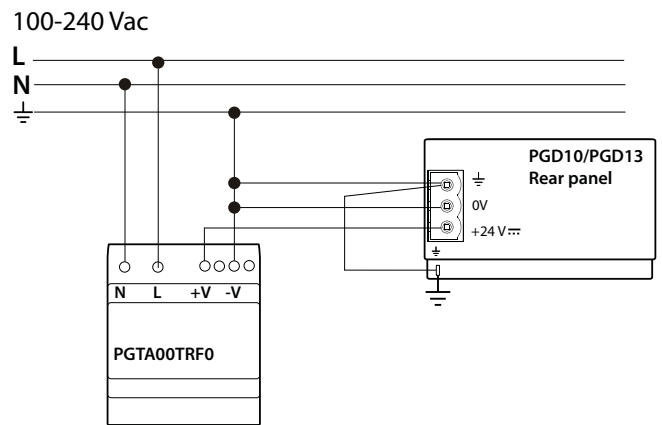 100-240 Vac
L
N
PGD10/PGD13
Rear panel
0V
+24 V
N L +V -V
PGTA00TRF0